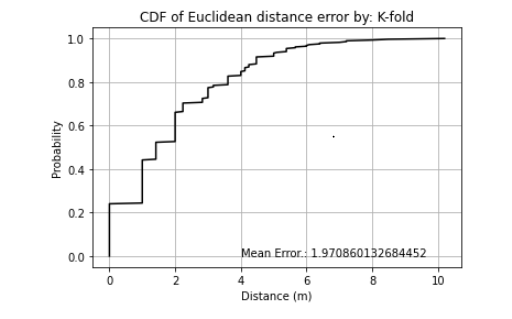 CDF of Euclidean distance error by: K-fold
1.0
0.8
0.6
0.4
0.2
0.0
Probability
Mean Error.: 1.970860132684452
0 2 4 6 8 10
Distance (m)